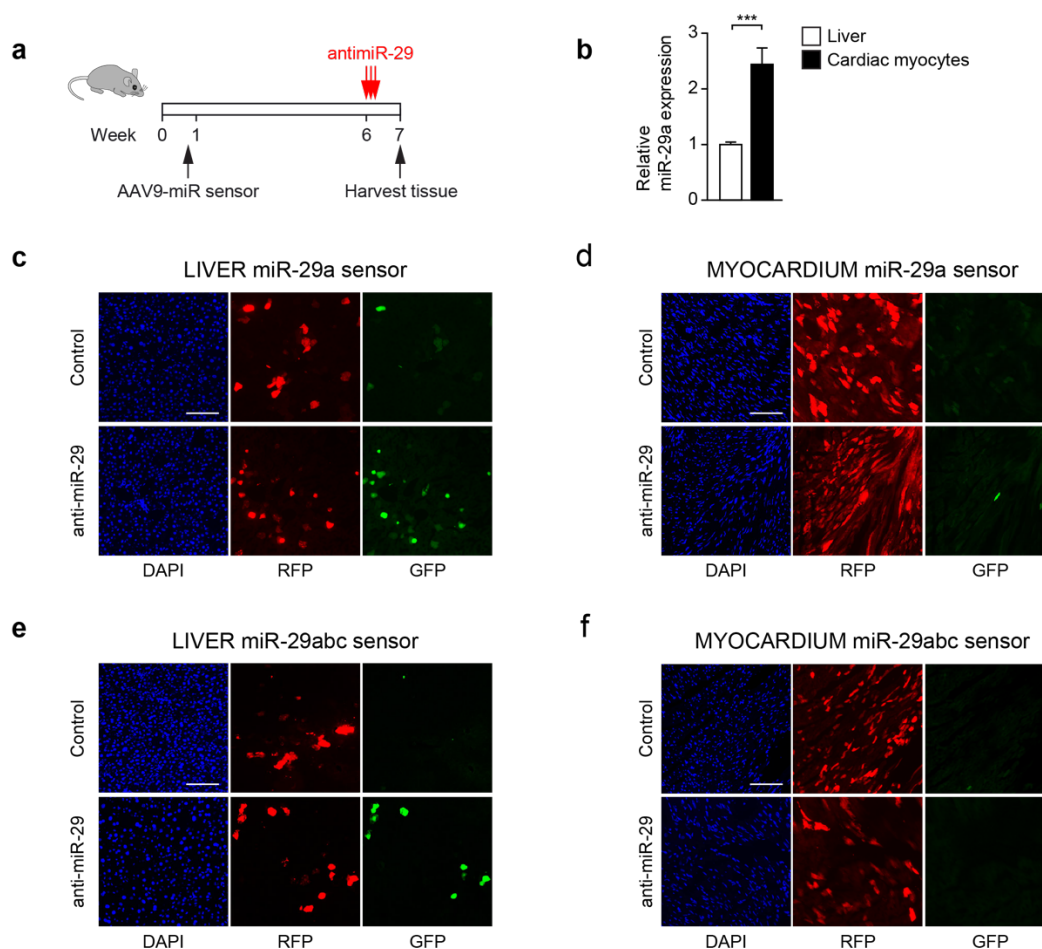 a
antimiR-29
Week 0 1 6 7
AAV9-miR sensor Harvest tissue
b
Relative
miR-29a expression
3
2
1
0
***
Liver
Cardiac myocytes
c
LIVER miR-29a sensor
Control
anti-miR-29
DAPI RFP GFP
d
MYOCARDIUM miR-29a sensor
Control
anti-miR-29
DAPI RFP GFP
e
LIVER miR-29abc sensor
Control
anti-miR-29
DAPI RFP GFP
f
MYOCARDIUM miR-29abc sensor
Control
anti-miR-29
DAPI RFP GFP